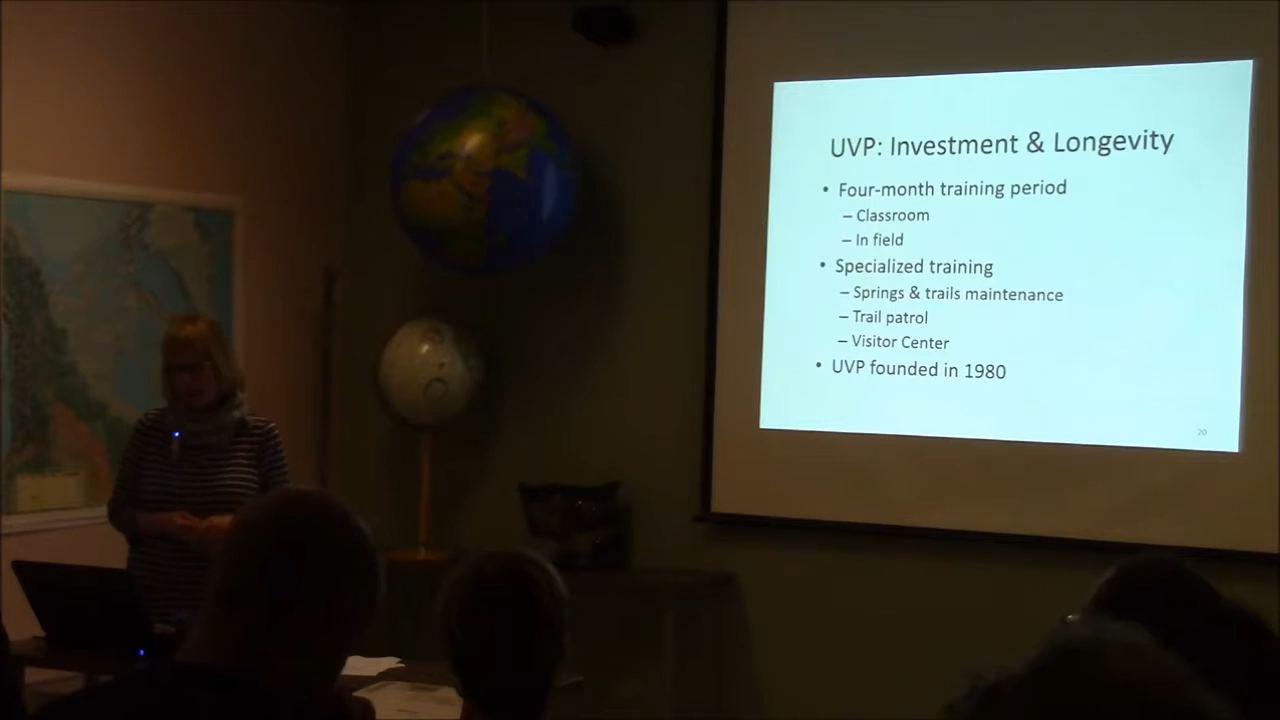 UVP: Investment & Longevity
• Four-month training period
– Classroom
– In field
• Specialized training
– Springs & trails maintenance
– Trail patrol
– Visitor Center
• UVP founded in 1980
20